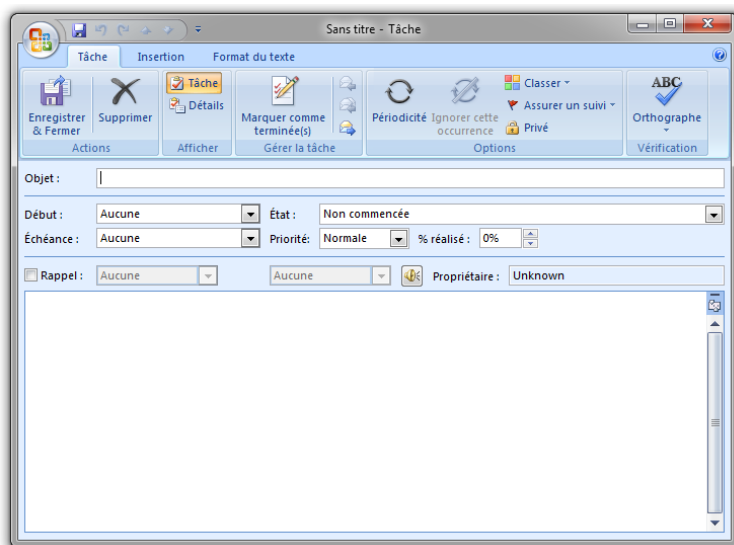 Sans titre - Tâche
Tâche Insertion Format du texte
Enregistrer & Fermer
Supprimer
Actions
Tâche
Détails
Afficher
Marquer comme terminée(s)
Gérer la tâche
Périodicité
Ignorer cette occurrence
Classer
Assurer un suivi
Privé
Options
ABC
Orthographe
Vérification
Objet :
Début : Aucune État : Non commencée
Échéance : Aucune Priorité: Normale % réalisé : 0%
Rappel : Aucune Aucune Propriétaire : Unknown